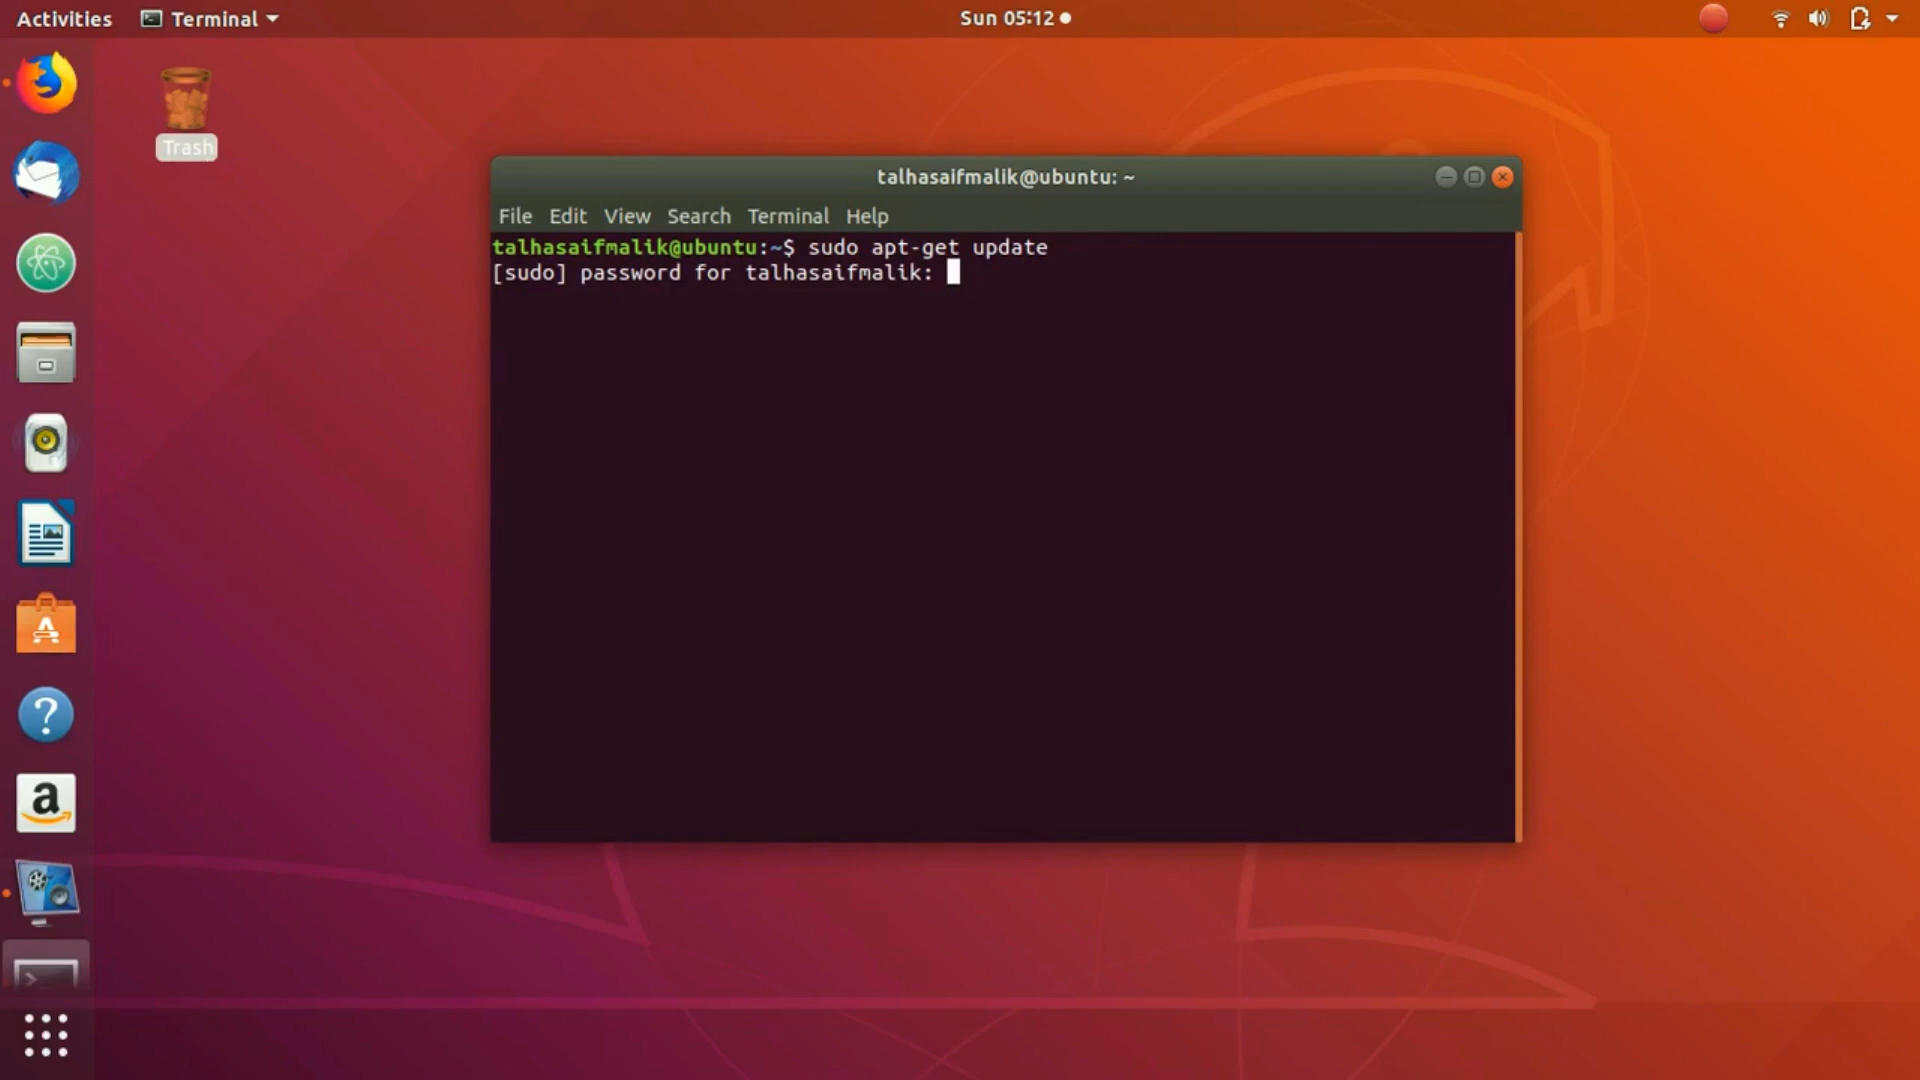 Activities Terminal Sun 05:12
Trash
talhasaifmalik@ubuntu: ~
File Edit View Search Terminal Help
talhasaifmalik@ubuntu:~$ sudo apt-get update
[sudo] password for talhasaifmalik: